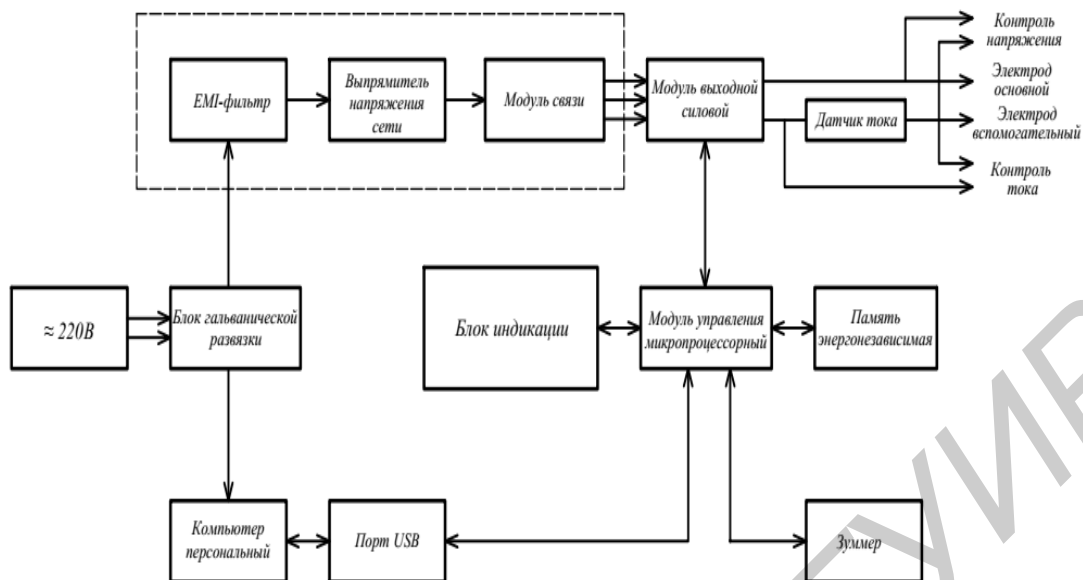 Контроль
напряжения
EMI-фильтр
Выпрямитель
напряжения
сети
Модуль связи
Модуль выходной
силовой
Электрод
основной
Датчик тока
Электрод
вспомогательный
Контроль
тока
≈ 220В
Блок гальванической
развязки
Блок индикации
Модуль управления
микропроцессорный
Память
энергонезависимая
Компьютер
персональный
Порт USB
Зуммер
ГУИР